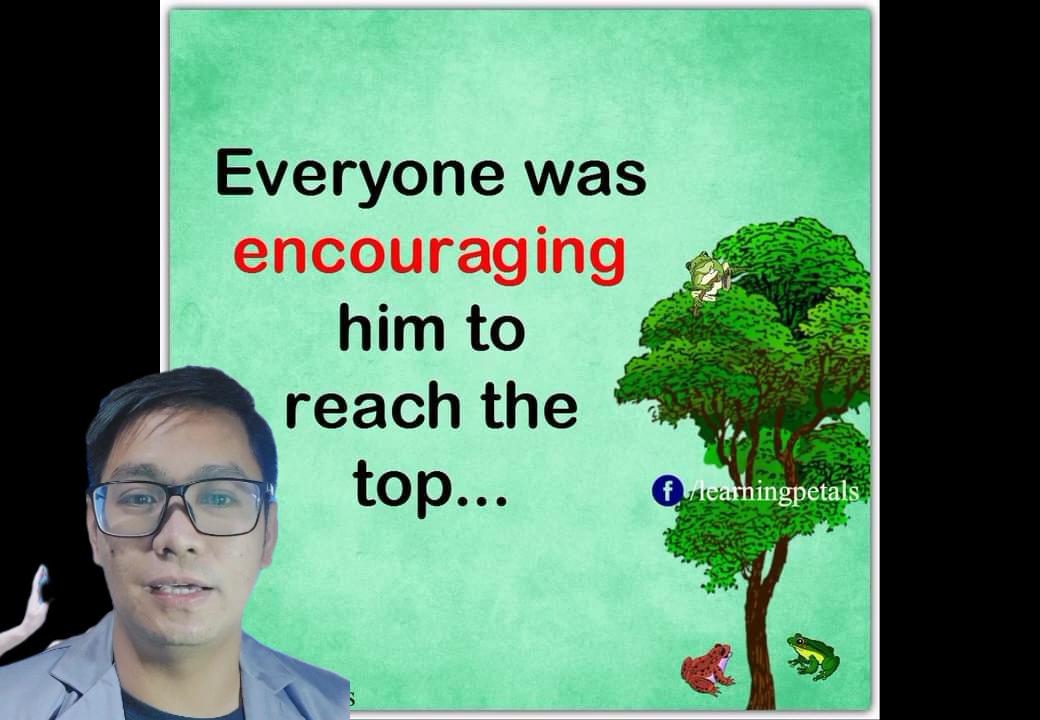 Everyone was
encouraging
him to
reach the
top...
f/learningpetals
s